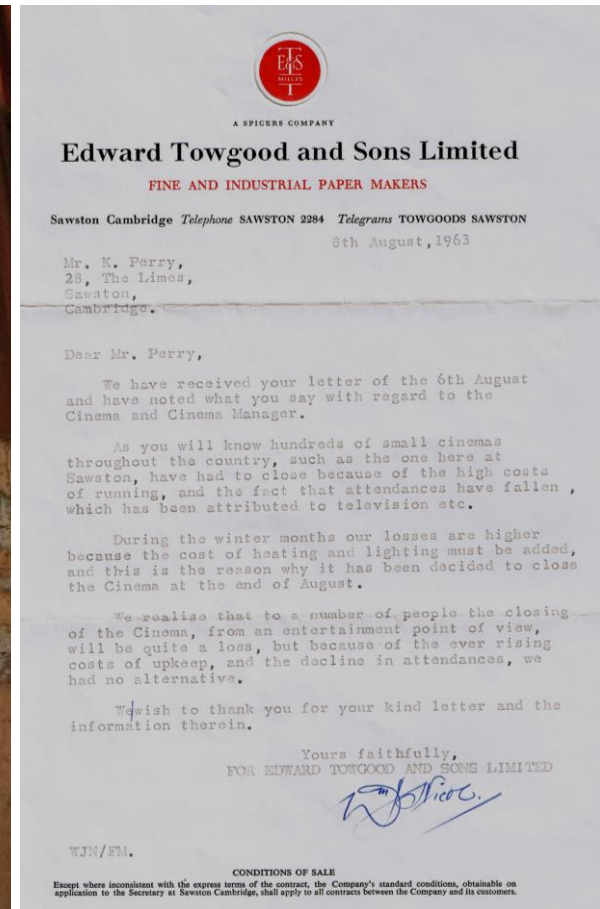 T
E&S
MILLS
T
A SPICERS COMPANY
Edward Towgood and Sons Limited
FINE AND INDUSTRIAL PAPER MAKERS
Sawston Cambridge Telephone SAWSTON 2284 Telegrams TOWGOODS SAWSTON
8th August, 1963
Mr. K. Perry,
28, The Limes,
Sawston,
Cambridge.
Dear Mr. Perry,
We have received your letter of the 6th August
and have noted what you say with regard to the
Cinema and Cinema Manager.
As you will know hundreds of small cinemas
throughout the country, such as the one here at
Sawston, have had to close because of the high costs
of running, and the fact that attendances have fallen ,
which has been attributed to television etc.
During the winter months our losses are higher
because the cost of heating and lighting must be added,
and this is the reason why it has been decided to close
the Cinema at the end of August.
We realise that to a number of people the closing
of the Cinema, from an entertainment point of view,
will be quite a loss, but because of the ever rising
costs of upkeep, and the decline in attendances, we
had no alternative.
We wish to thank you for your kind letter and the
information therein.
Yours faithfully,
FOR EDWARD TOWGOOD AND SONS LIMITED
Wm J Nicol.
WJN/FM.
CONDITIONS OF SALE
Except where inconsistent with the express terms of the contract, the Company's standard conditions, obtainable on
application to the Secretary at Sawston Cambridge, shall apply to all contracts between the Company and its customers.